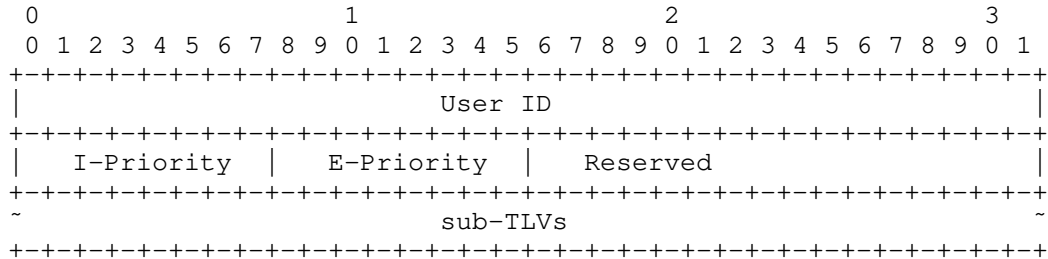 0                   1                   2                   3
 0 1 2 3 4 5 6 7 8 9 0 1 2 3 4 5 6 7 8 9 0 1 2 3 4 5 6 7 8 9 0 1
+-+-+-+-+-+-+-+-+-+-+-+-+-+-+-+-+-+-+-+-+-+-+-+-+-+-+-+-+-+-+-+-+
|                          User ID                              |
+-+-+-+-+-+-+-+-+-+-+-+-+-+-+-+-+-+-+-+-+-+-+-+-+-+-+-+-+-+-+-+-+
|   I-Priority  |   E-Priority  |   Reserved                    |
+-+-+-+-+-+-+-+-+-+-+-+-+-+-+-+-+-+-+-+-+-+-+-+-+-+-+-+-+-+-+-+-+
~                          sub-TLVs                             ~
+-+-+-+-+-+-+-+-+-+-+-+-+-+-+-+-+-+-+-+-+-+-+-+-+-+-+-+-+-+-+-+-+